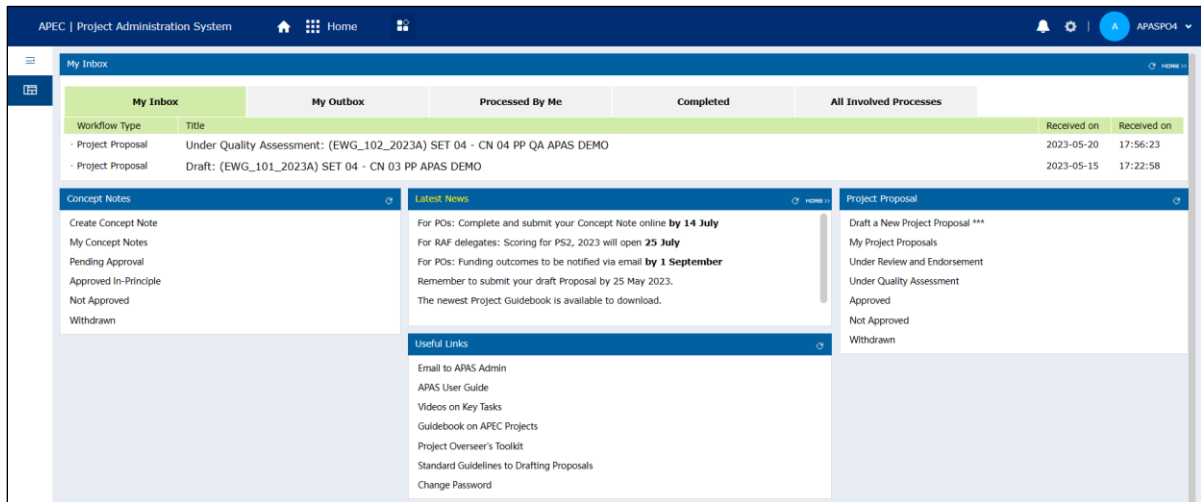 APEC | Project Administration System Home A APASPO4
My Inbox MORE >>
My Inbox My Outbox Processed By Me Completed All Involved Processes
Workflow Type Title Received on Received on
· Project Proposal Under Quality Assessment: (EWG_102_2023A) SET 04 - CN 04 PP QA APAS DEMO 2023-05-20 17:56:23
· Project Proposal Draft: (EWG_101_2023A) SET 04 - CN 03 PP APAS DEMO 2023-05-15 17:22:58
Concept Notes
Create Concept Note
My Concept Notes
Pending Approval
Approved In-Principle
Not Approved
Withdrawn
Latest News MORE >>
For POs: Complete and submit your Concept Note online by 14 July
For RAF delegates: Scoring for PS2, 2023 will open 25 July
For POs: Funding outcomes to be notified via email by 1 September
Remember to submit your draft Proposal by 25 May 2023.
The newest Project Guidebook is available to download.
Useful Links
Email to APAS Admin
APAS User Guide
Videos on Key Tasks
Guidebook on APEC Projects
Project Overseer's Toolkit
Standard Guidelines to Drafting Proposals
Change Password
Project Proposal
Draft a New Project Proposal ***
My Project Proposals
Under Review and Endorsement
Under Quality Assessment
Approved
Not Approved
Withdrawn